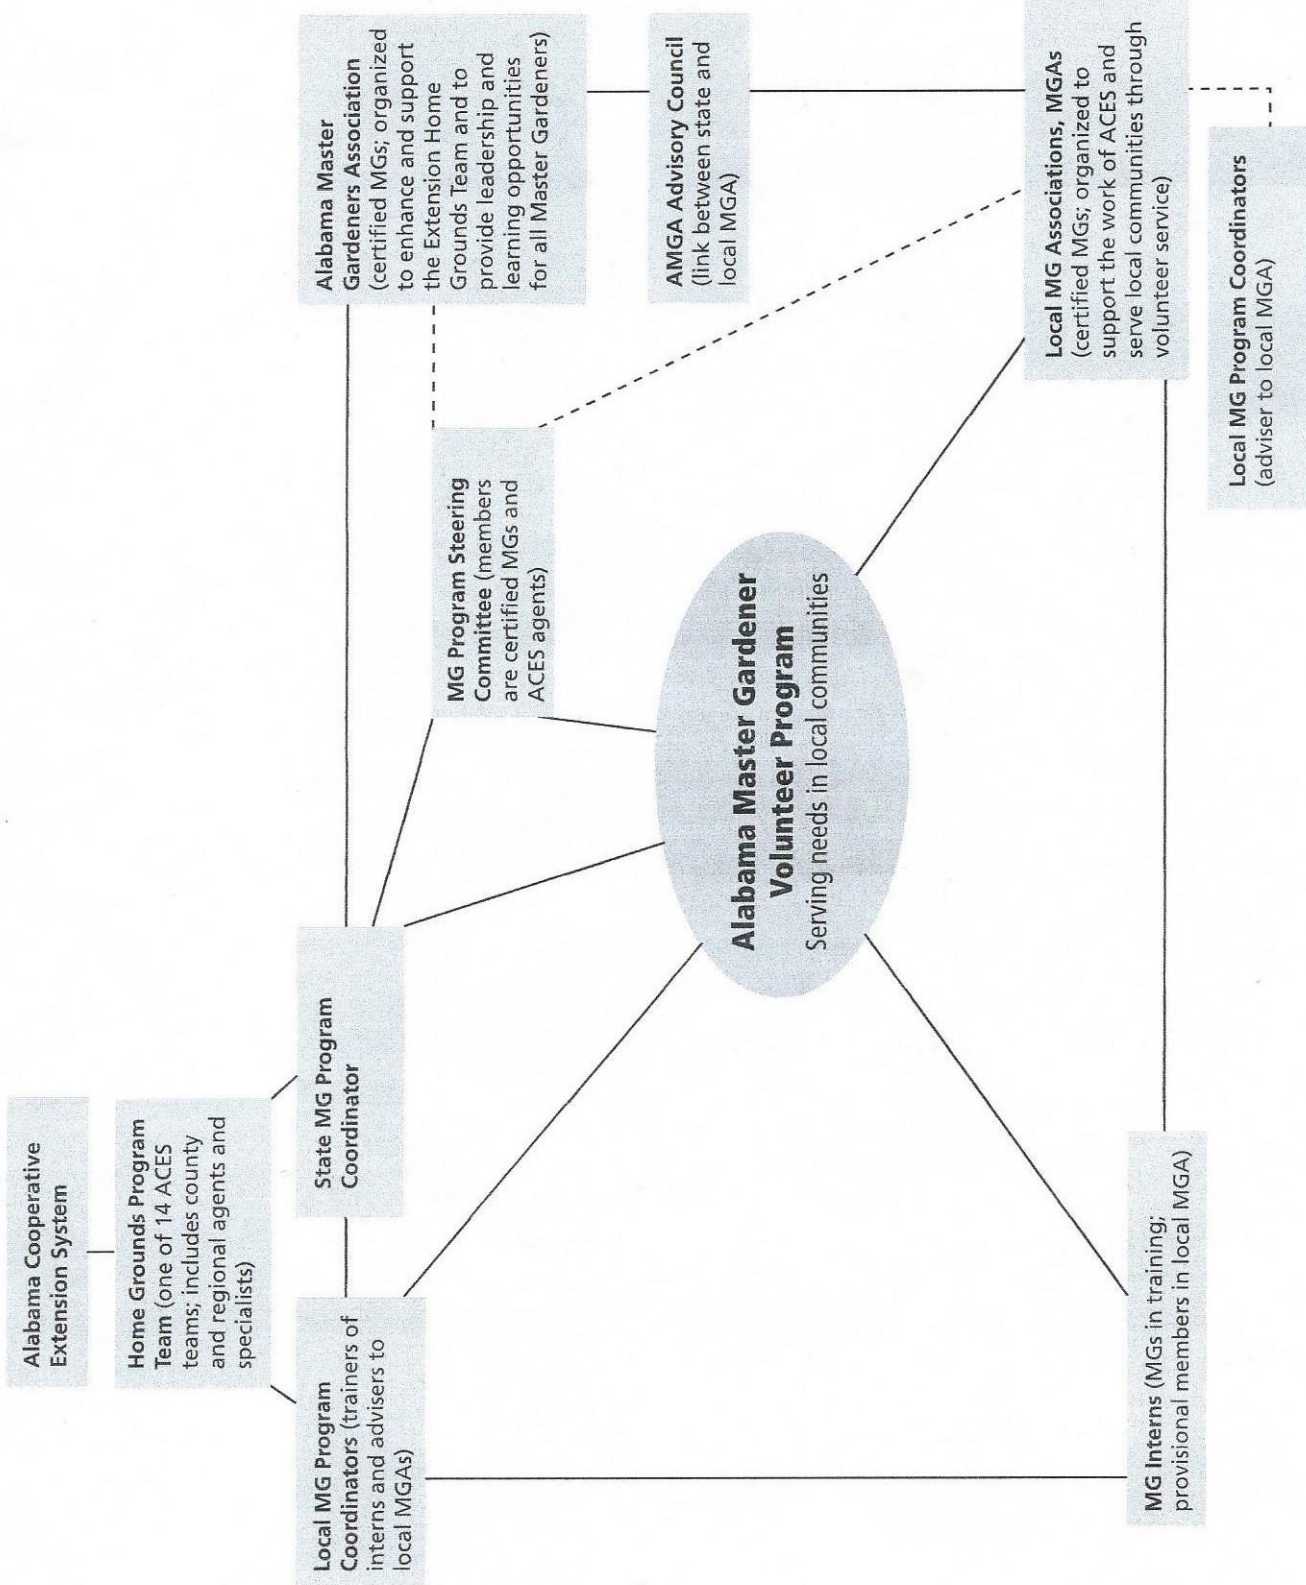 Alabama Cooperative
Extension System
Home Grounds Program
Team (one of 14 ACES
teams; includes county
and regional agents and
specialists)
Local MG Program
Coordinators (trainers of
interns and advisers to
local MGAs)
State MG Program
Coordinator
Alabama Master
Gardeners Association
(certified MGs; organized
to enhance and support
the Extension Home
Grounds Team and to
provide leadership and
learning opportunities
for all Master Gardeners)
MG Program Steering
Committee (members
are certified MGs and
ACES agents)
AMGA Advisory Council
(link between state and
local MGA)
Alabama Master Gardener
Volunteer Program
Serving needs in local communities
MG Interns (MGs in training;
provisional members in local MGA)
Local MG Associations, MGAs
(certified MGs; organized to
support the work of ACES and
serve local communities through
volunteer service)
Local MG Program Coordinators
(adviser to local MGA)